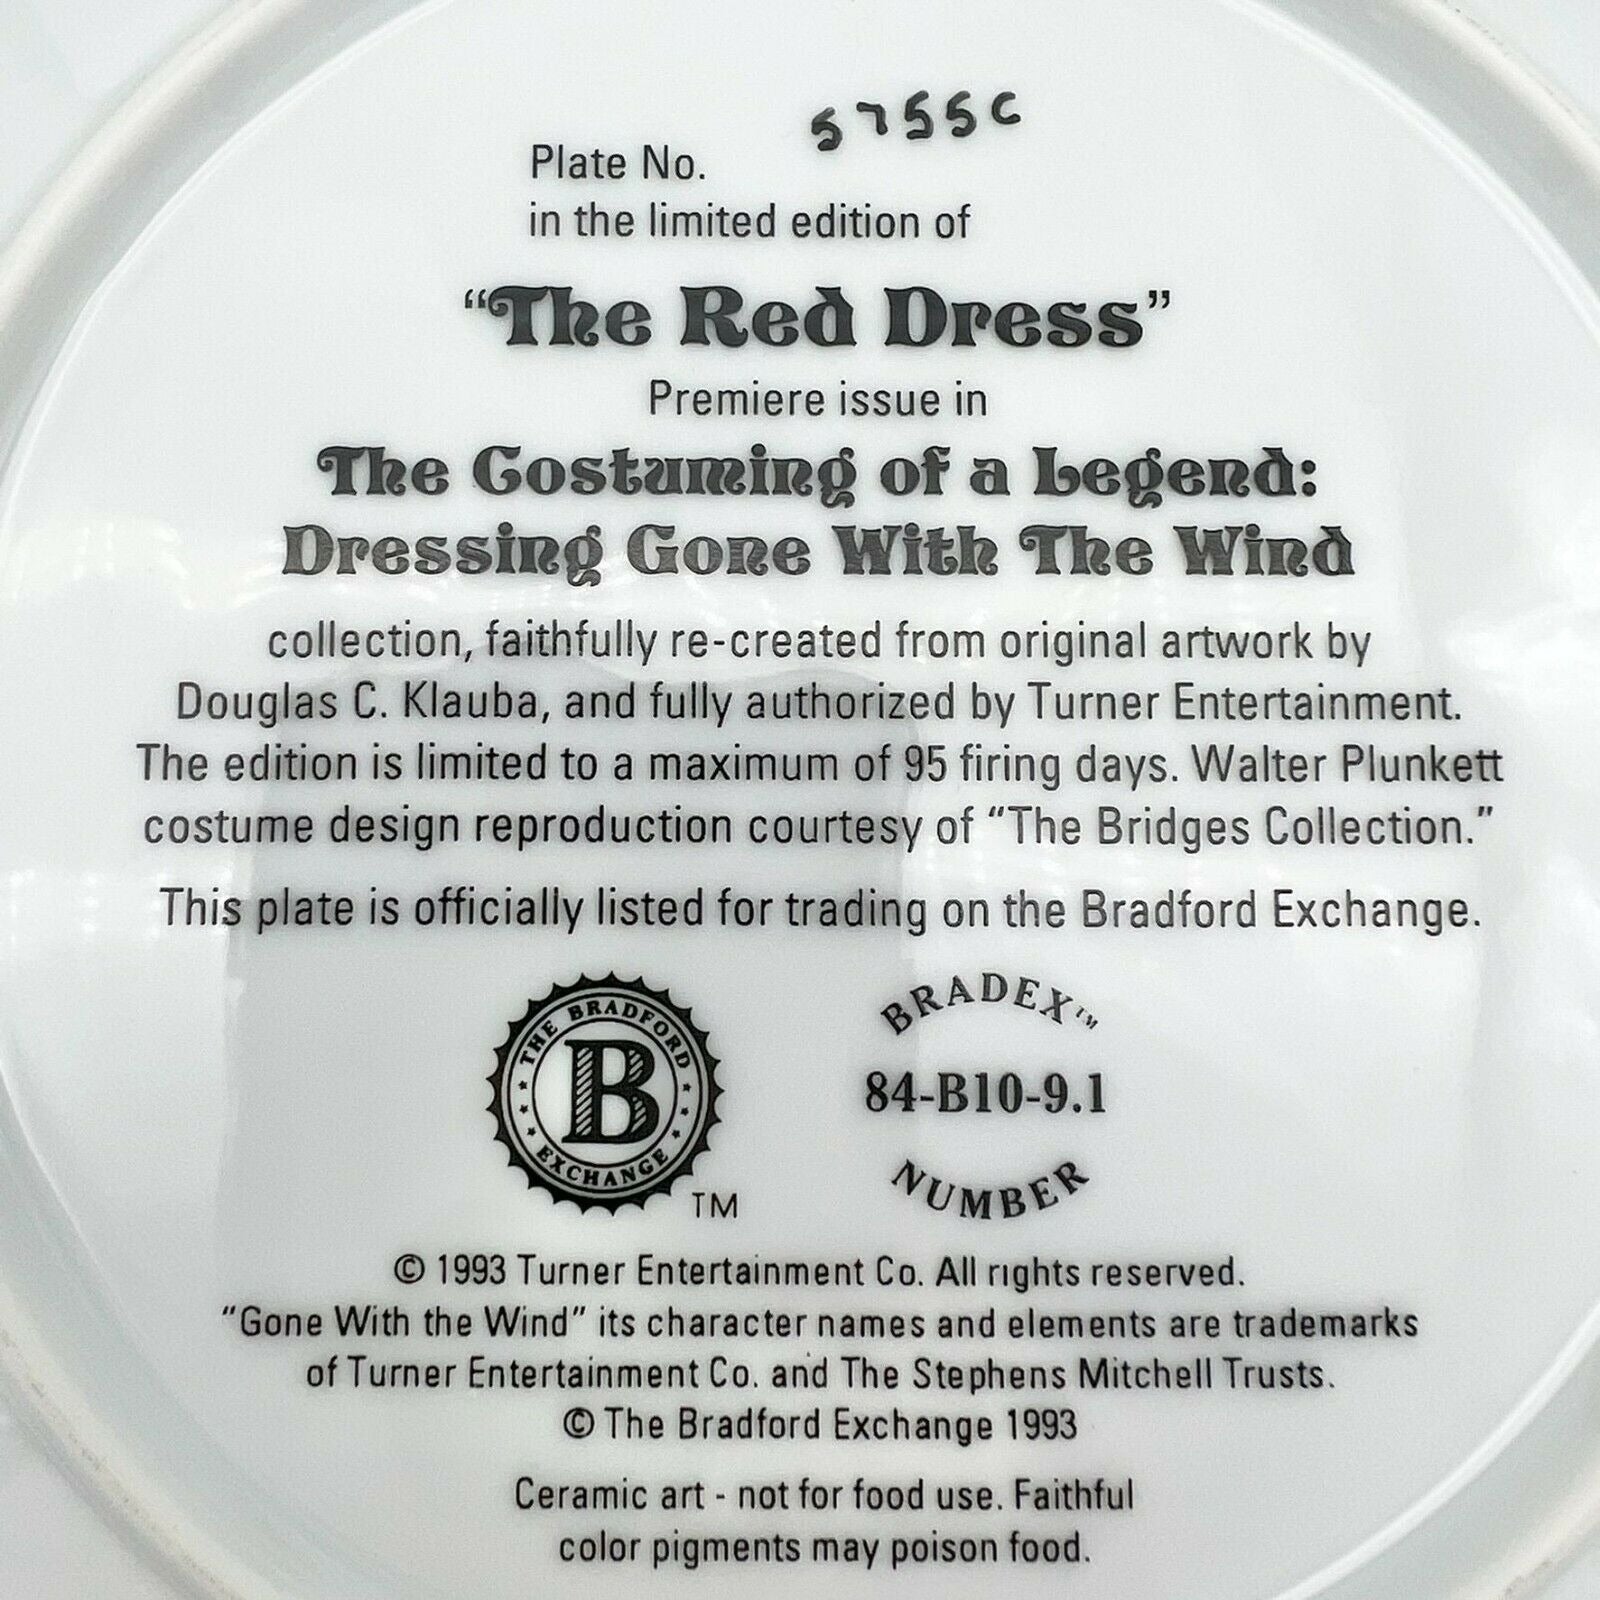 5755C
Plate No.
in the limited edition of
“The Red Dress”
Premiere issue in
The Costuming of a Legend:
Dressing Gone With The Wind
collection, faithfully re-created from original artwork by
Douglas C. Klauba, and fully authorized by Turner Entertainment.
The edition is limited to a maximum of 95 firing days. Walter Plunkett
costume design reproduction courtesy of “The Bridges Collection.”
This plate is officially listed for trading on the Bradford Exchange.
THE BRADFORD
B
EXCHANGE
TM
BRADEX™
84-B10-9.1
NUMBER
© 1993 Turner Entertainment Co. All rights reserved.
“Gone With the Wind” its character names and elements are trademarks
of Turner Entertainment Co. and The Stephens Mitchell Trusts.
© The Bradford Exchange 1993
Ceramic art - not for food use. Faithful
color pigments may poison food.